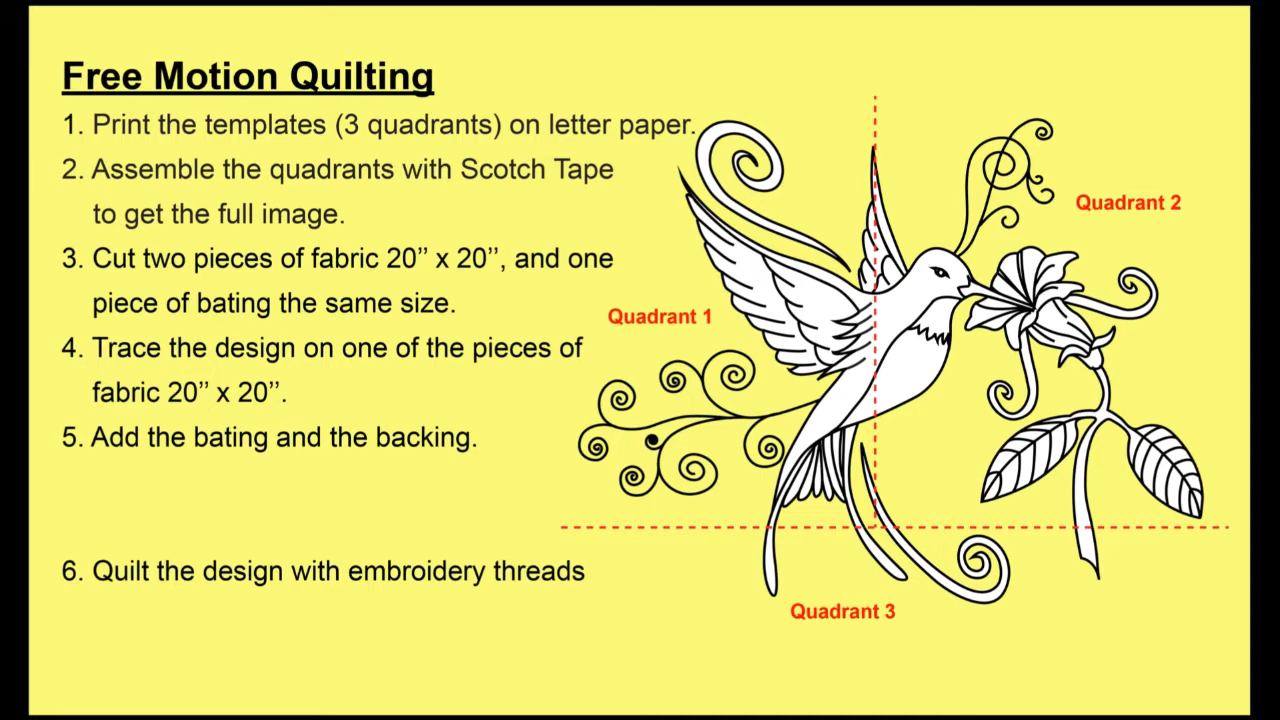 Free Motion Quilting
1. Print the templates (3 quadrants) on letter paper.
2. Assemble the quadrants with Scotch Tape
to get the full image.
3. Cut two pieces of fabric 20’’ x 20’’, and one
piece of bating the same size.
4. Trace the design on one of the pieces of
fabric 20’’ x 20’’.
5. Add the bating and the backing.
6. Quilt the design with embroidery threads
Quadrant 1
Quadrant 2
Quadrant 3